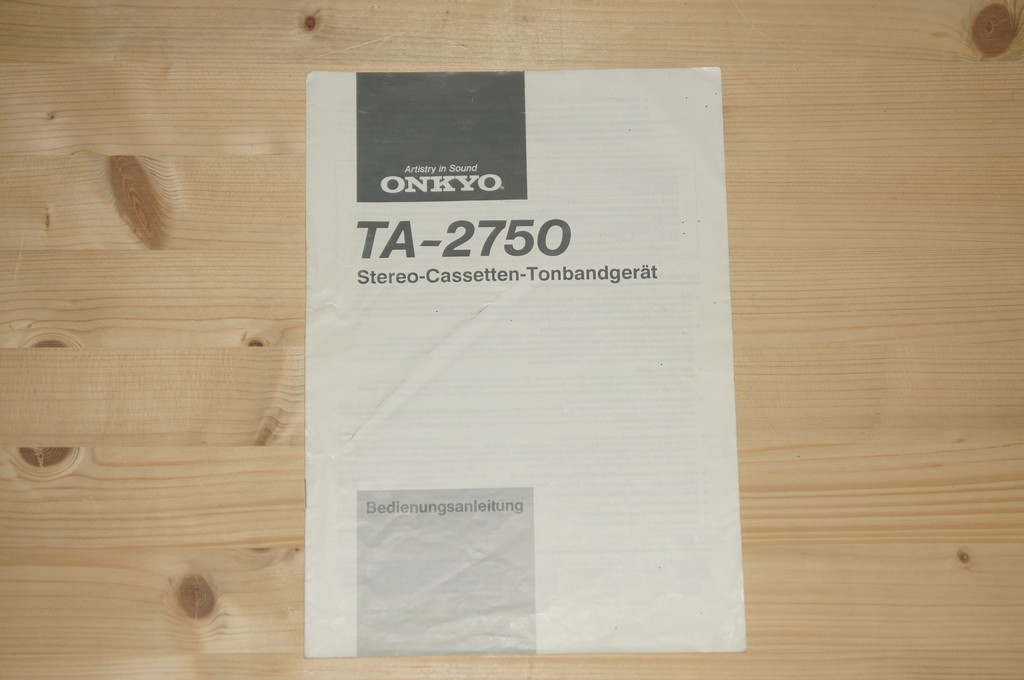 Artistry in Sound
ONKYO
TA-2750
Stereo-Cassetten-Tonbandgerät
Bedienungsanleitung